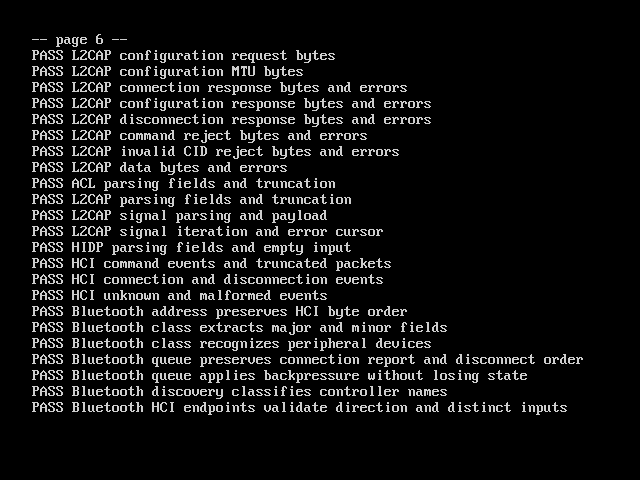 -- page 6 --
PASS L2CAP configuration request bytes
PASS L2CAP configuration MTU bytes
PASS L2CAP connection response bytes and errors
PASS L2CAP configuration response bytes and errors
PASS L2CAP disconnection response bytes and errors
PASS L2CAP command reject bytes and errors
PASS L2CAP invalid CID reject bytes and errors
PASS L2CAP data bytes and errors
PASS ACL parsing fields and truncation
PASS L2CAP parsing fields and truncation
PASS L2CAP signal parsing and payload
PASS L2CAP signal iteration and error cursor
PASS HIDP parsing fields and empty input
PASS HCI command events and truncated packets
PASS HCI connection and disconnection events
PASS HCI unknown and malformed events
PASS Bluetooth address preserves HCI byte order
PASS Bluetooth class extracts major and minor fields
PASS Bluetooth class recognizes peripheral devices
PASS Bluetooth queue preserves connection report and disconnect order
PASS Bluetooth queue applies backpressure without losing state
PASS Bluetooth discovery classifies controller names
PASS Bluetooth HCI endpoints validate direction and distinct inputs